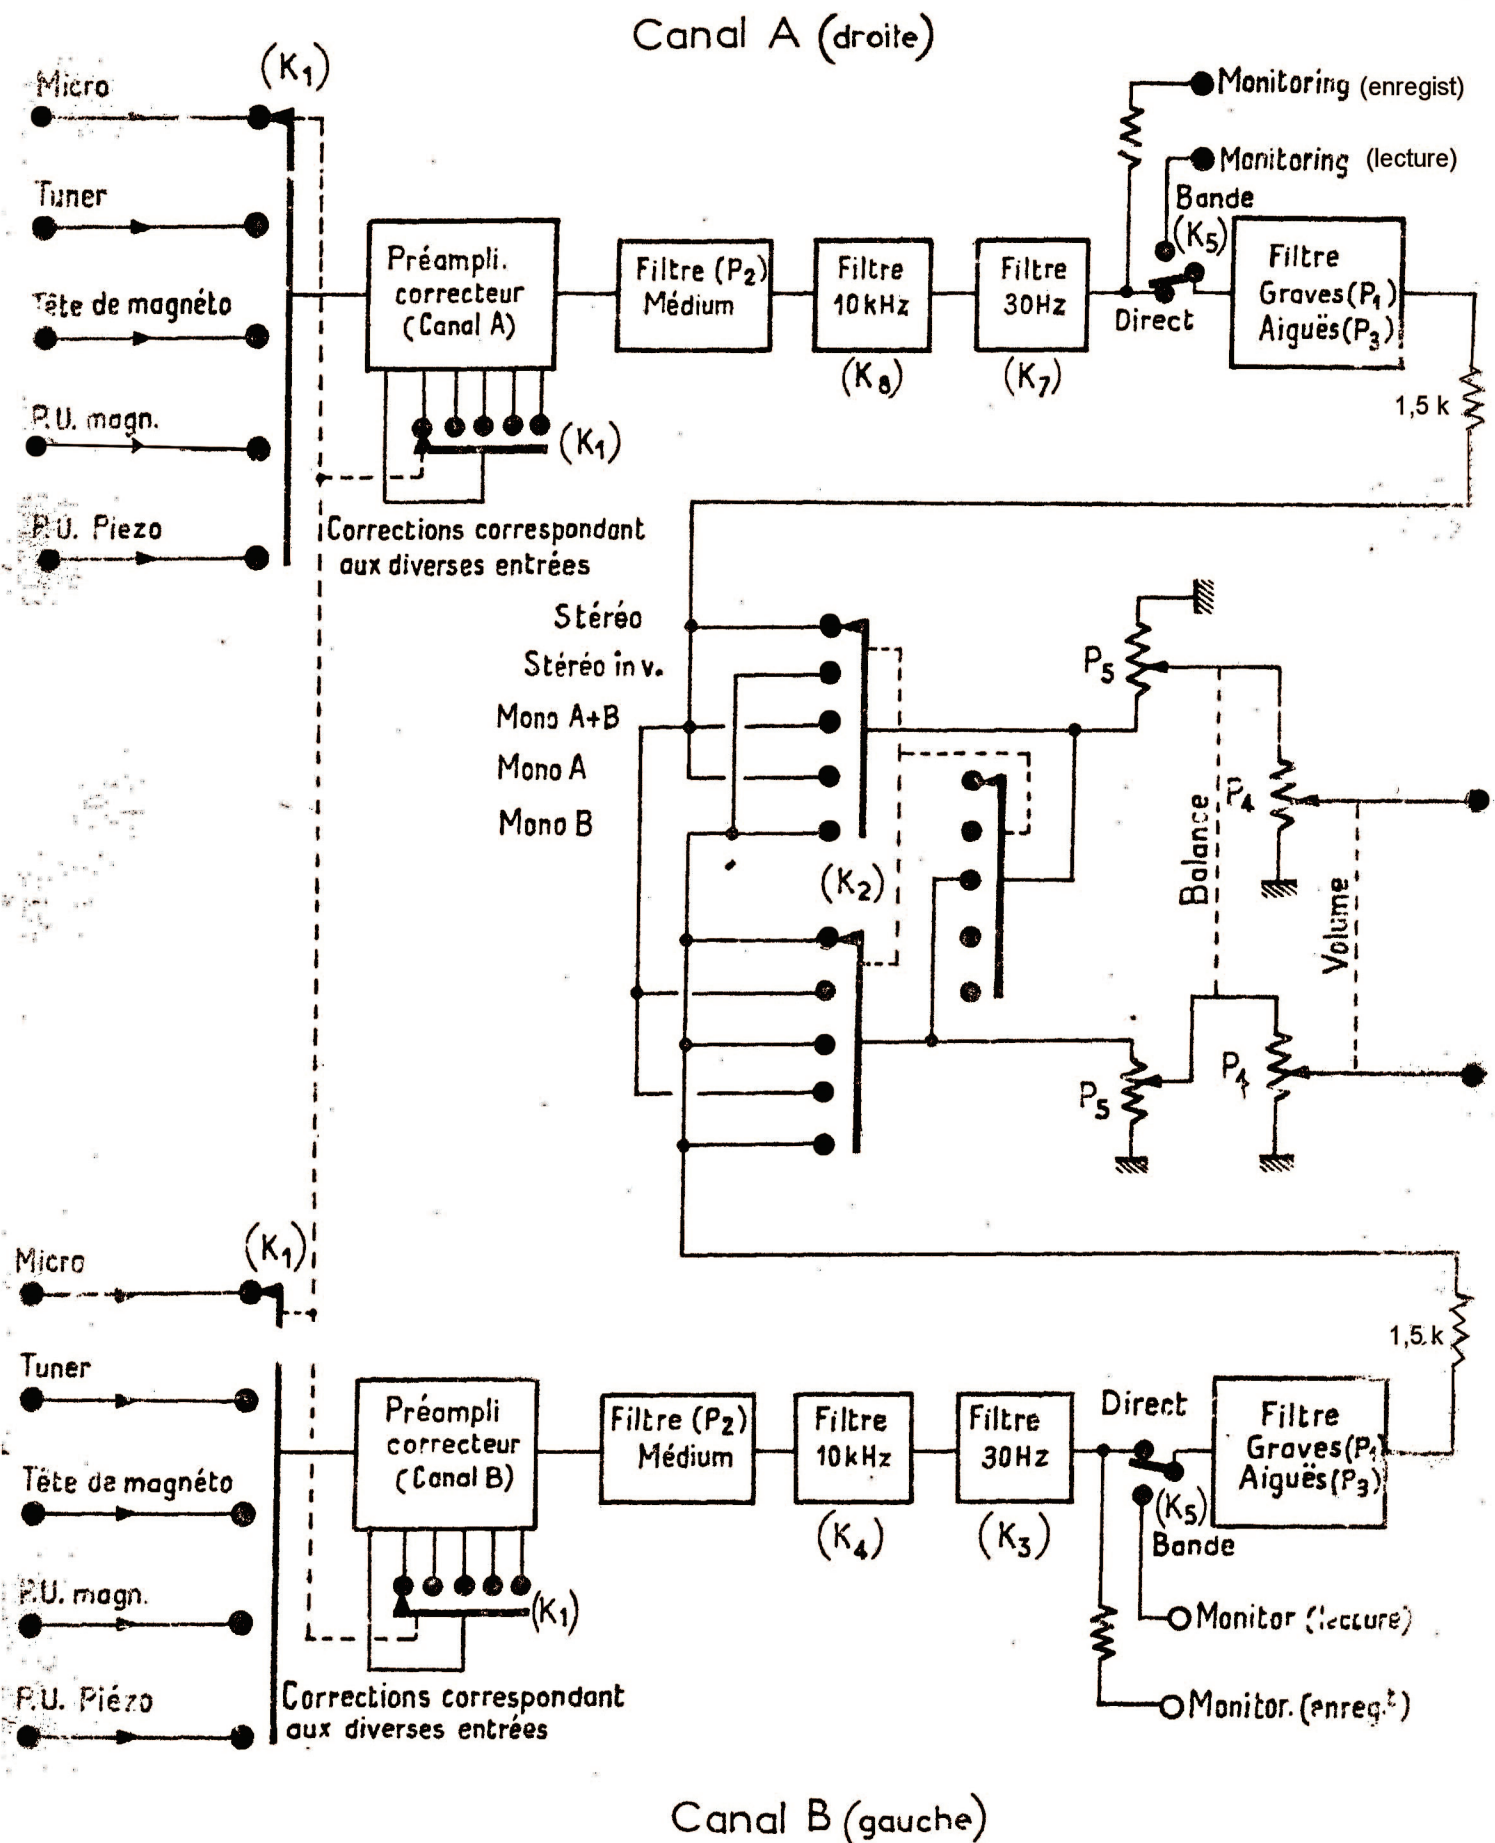 Canal A (droite)
(K1)
Micro
Tuner
Tête de magnéto
P.U. magn.
P.U. Piezo
Préampli.
correcteur
(Canal A)
(K1)
Corrections correspondant
aux diverses entrées
Filtre (P2)
Médium
Filtre
10kHz
(K8)
Filtre
30Hz
(K7)
Monitoring (enregist)
Monitoring (lecture)
Bande
(K5)
Direct
Filtre
Graves(P1)
Aiguës(P3)
1,5 k
Stéréo
Stéréo inv.
Mono A+B
Mono A
Mono B
(K2)
P5
P4
Balance
Volume
P5
P4
(K1)
Micro
Tuner
Tête de magnéto
P.U. magn.
P.U. Piézo
Préampli
correcteur
(Canal B)
(K1)
Corrections correspondant
aux diverses entrées
Filtre (P2)
Médium
Filtre
10kHz
(K4)
Filtre
30Hz
(K3)
Direct
(K5)
Bande
Filtre
Graves(P1)
Aiguës(P3)
1,5 k
Monitor (lecture)
Monitor. (enreg.t)
Canal B (gauche)